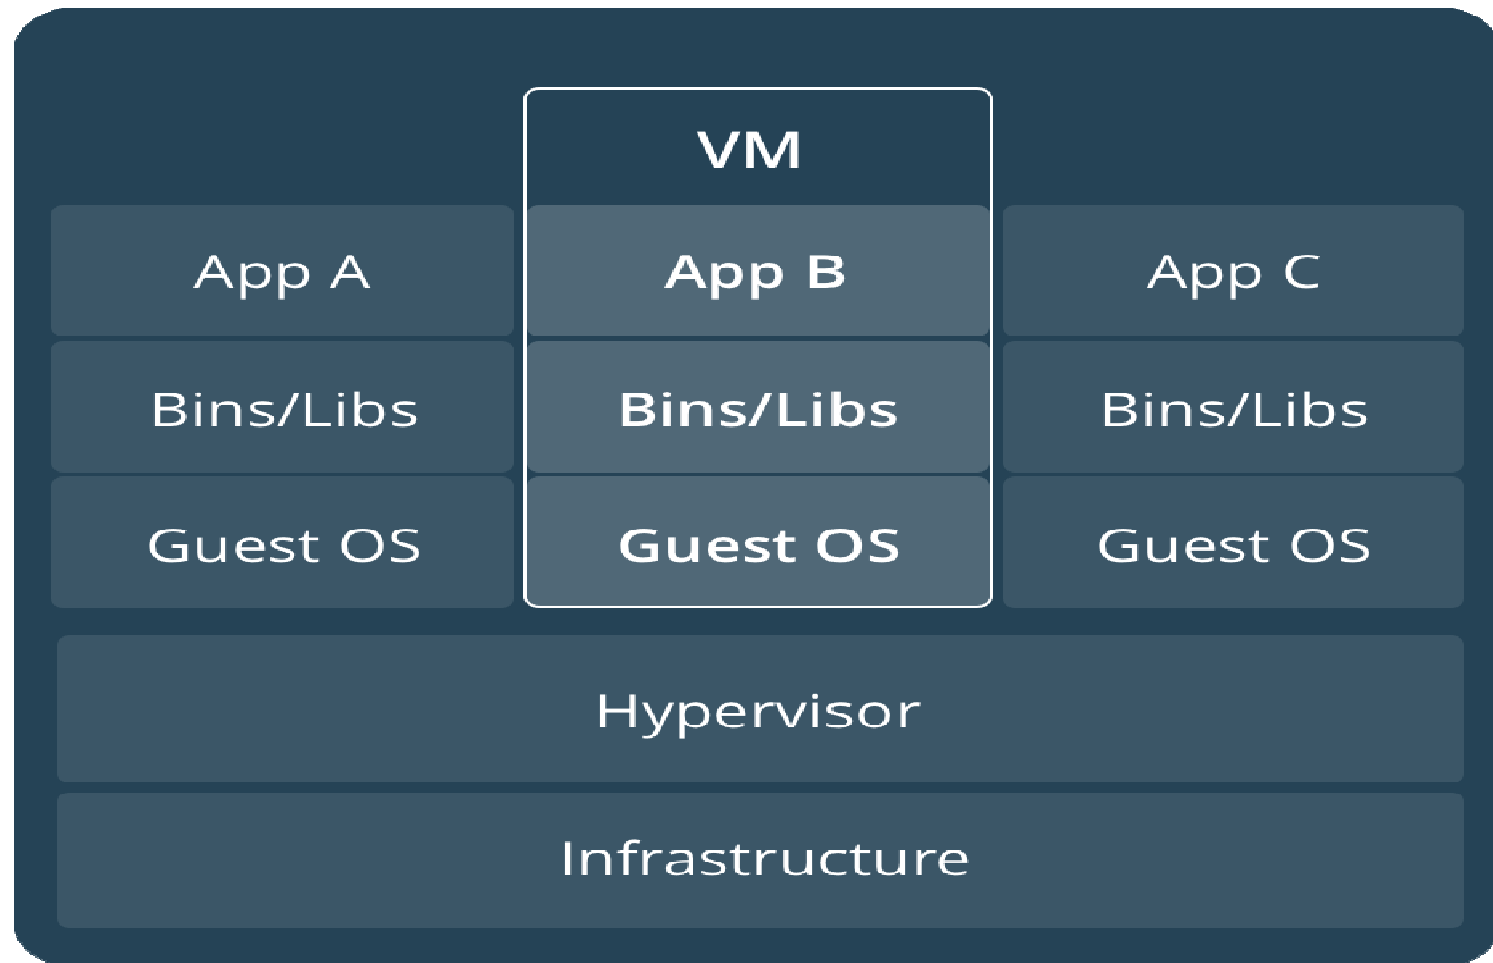 VM
App A
App B
App C
Bins/Libs
Bins/Libs
Bins/Libs
Guest OS
Guest OS
Guest OS
Hypervisor
Infrastructure